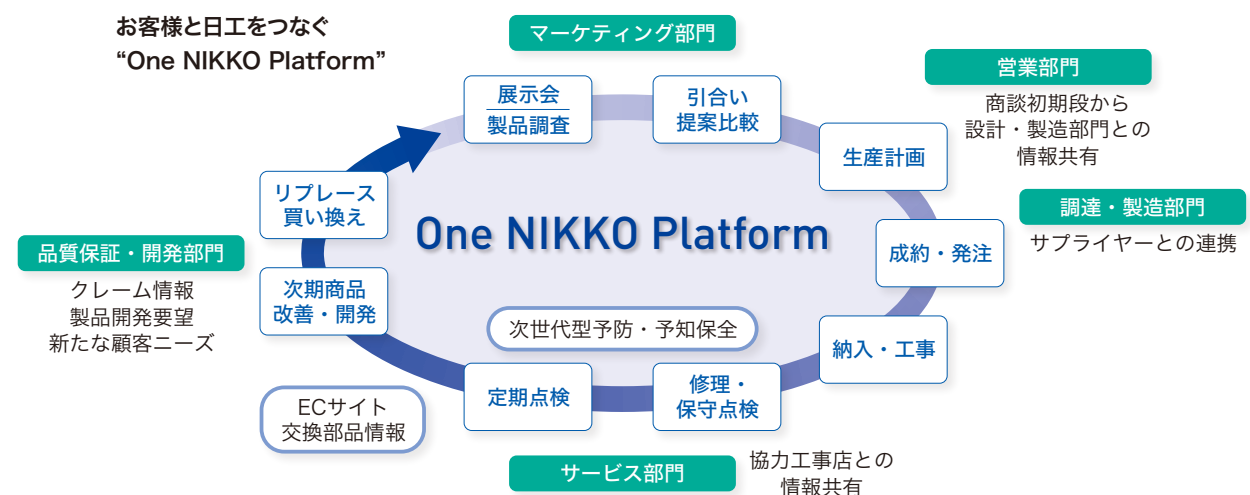 お客様と日工をつなぐ
“One NIKKO Platform”
マーケティング部門
展示会
製品調査
引合い
提案比較
営業部門
商談初期段から
設計・製造部門との
情報共有
生産計画
調達・製造部門
サプライヤーとの連携
成約・発注
納入・工事
One NIKKO Platform
次世代型予防・予知保全
修理・
保守点検
定期点検
サービス部門
協力工事店との
情報共有
ECサイト
交換部品情報
リプレース
買い換え
次期商品
改善・開発
品質保証・開発部門
クレーム情報
製品開発要望
新たな顧客ニーズ